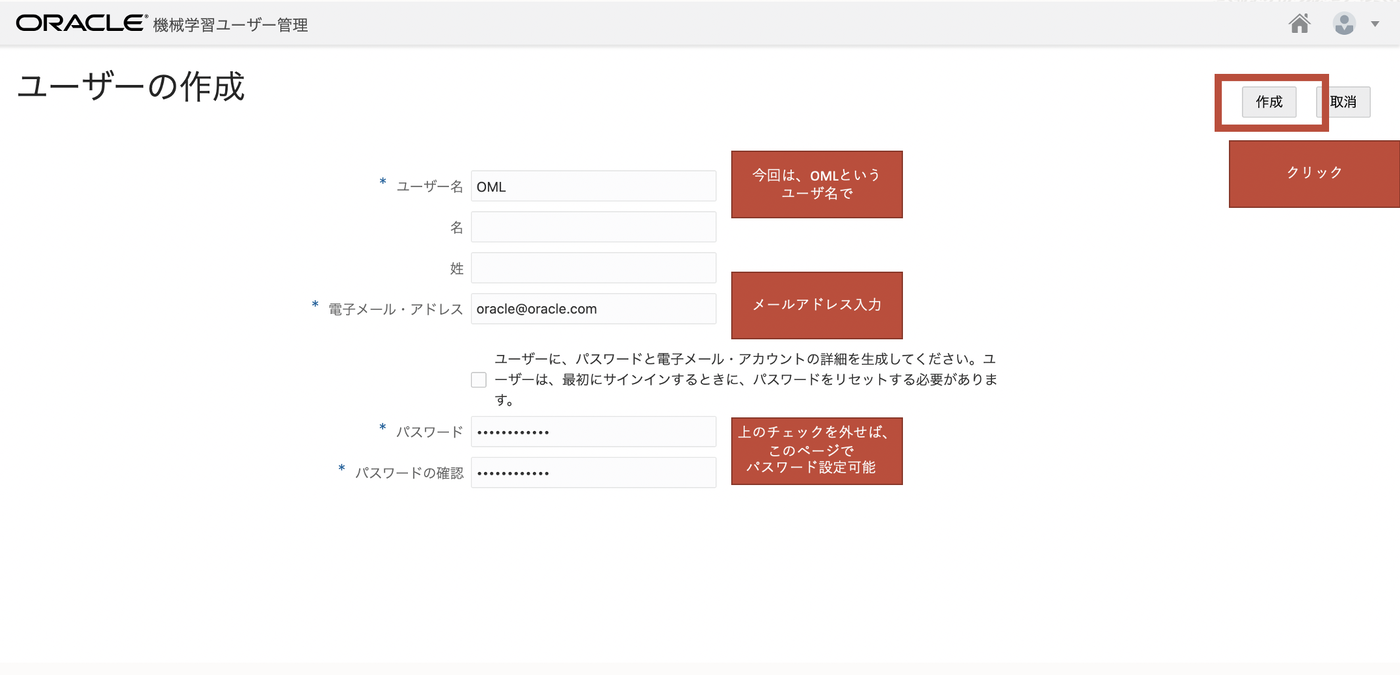 ORACLE® 機械学習ユーザー管理
ユーザーの作成
作成
取消
クリック
* ユーザー名 OML
今回は、OMLという
ユーザ名で
名
姓
* 電子メール・アドレス oracle@oracle.com
メールアドレス入力
ユーザーに、パスワードと電子メール・アカウントの詳細を生成してください。ユ
ーザーは、最初にサインインするときに、パスワードをリセットする必要がありま
す。
* パスワード ••••••••••••
上のチェックを外せば、
このページで
パスワード設定可能
* パスワードの確認 ••••••••••••